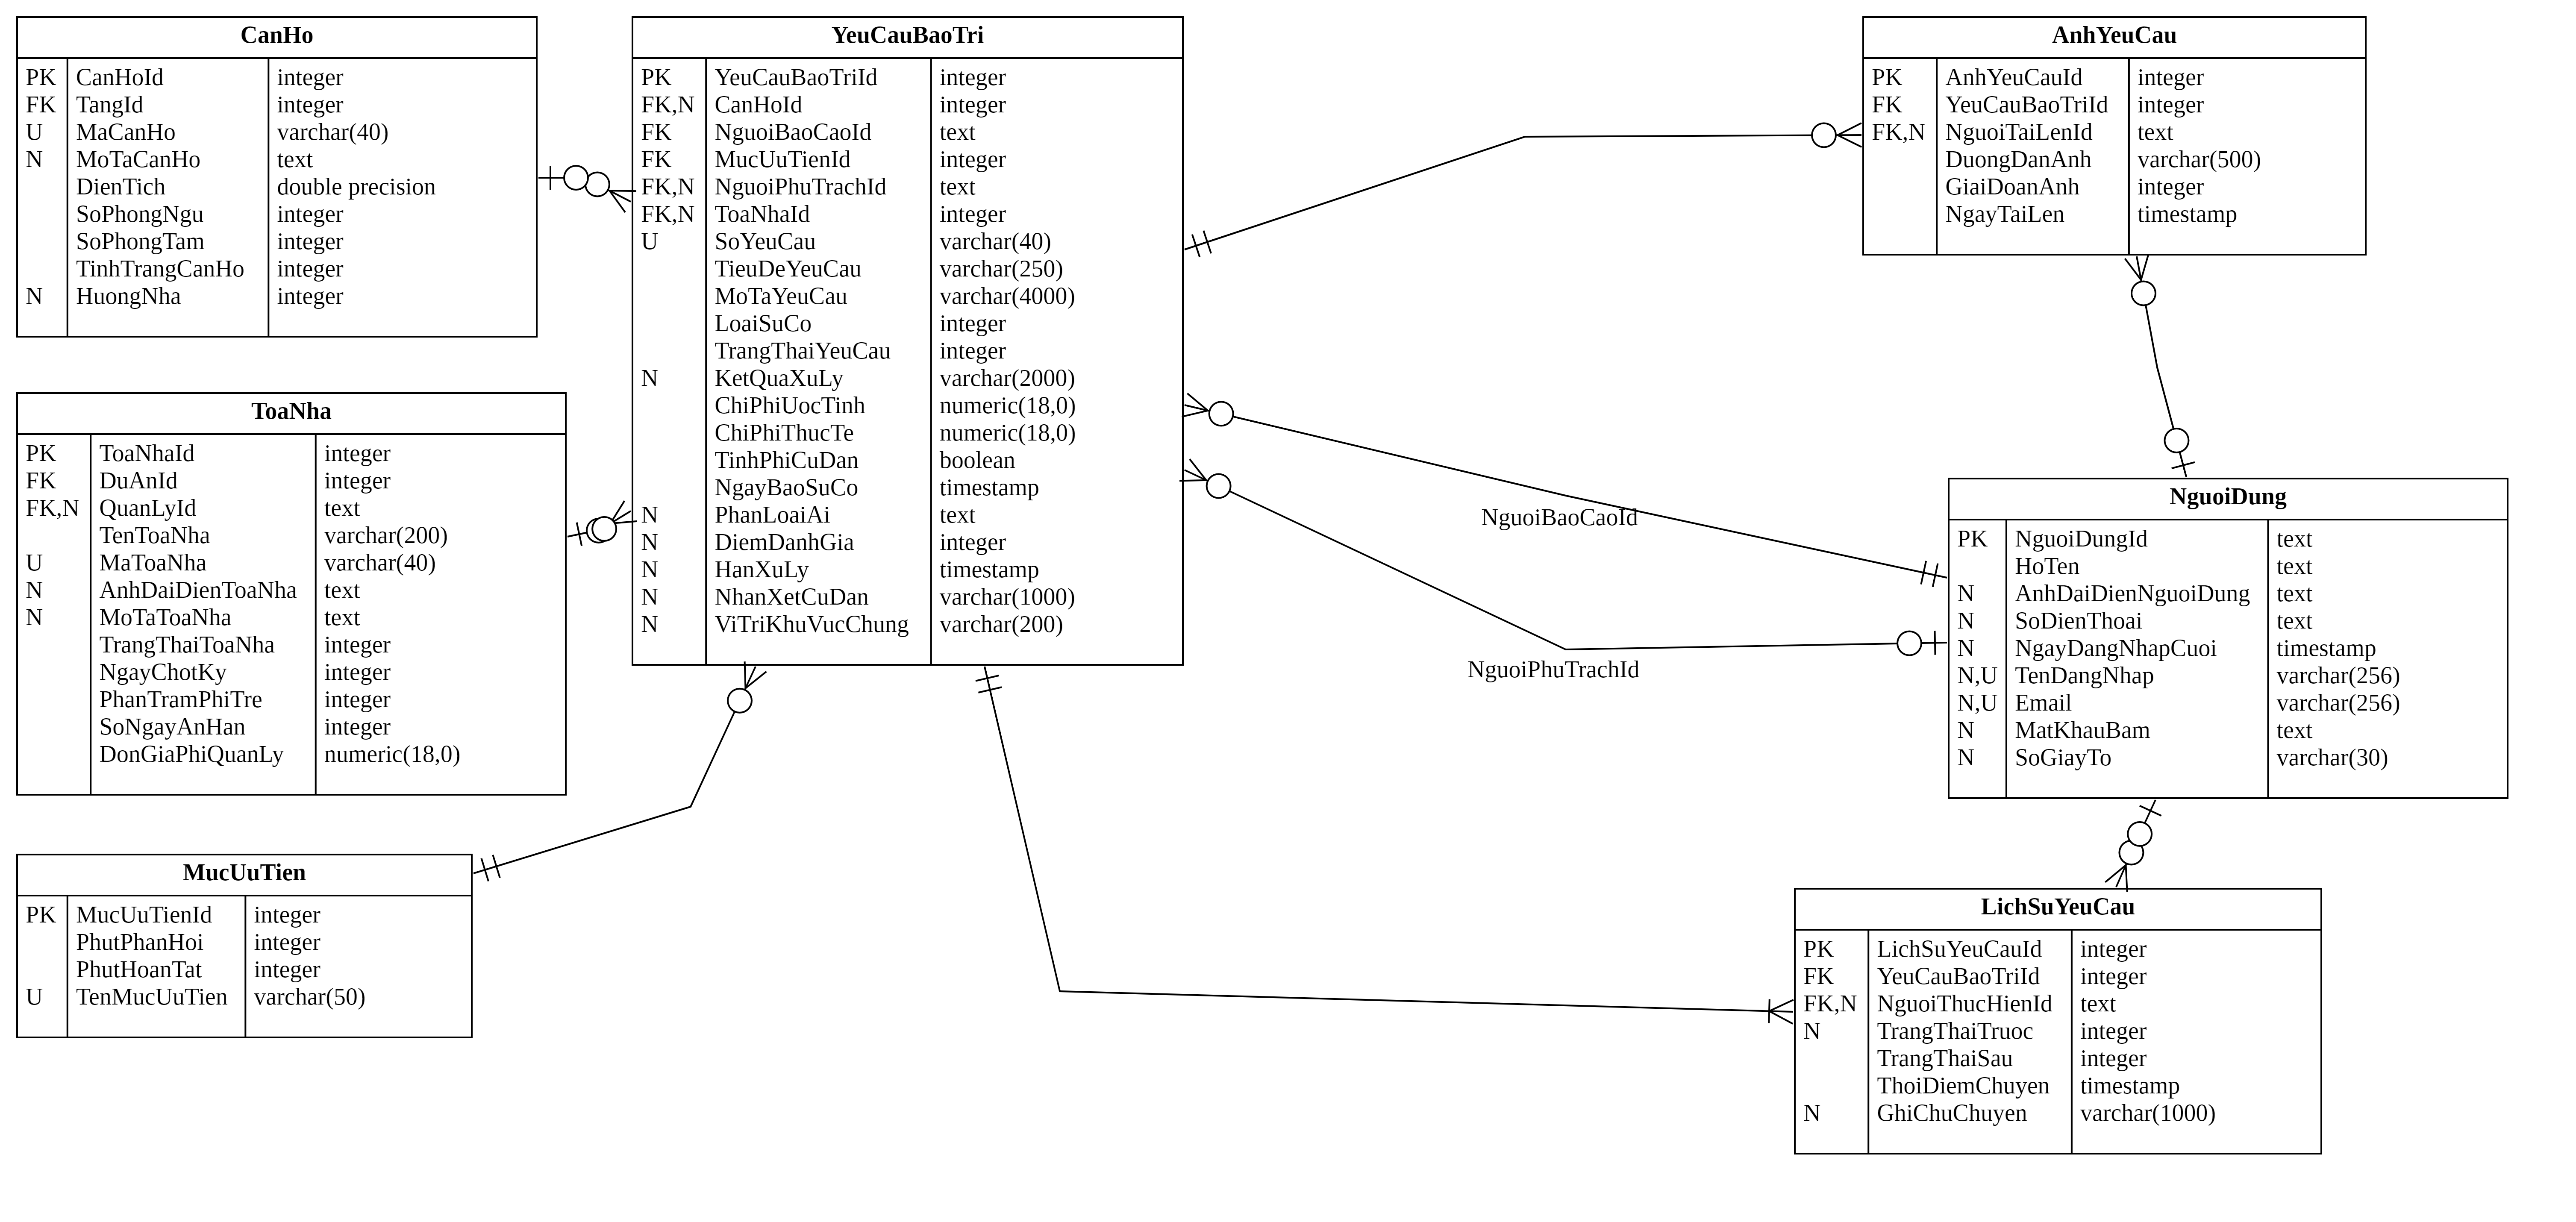 CanHo
PK CanHoId integer
FK TangId integer
U MaCanHo varchar(40)
N MoTaCanHo text
DienTich double precision
SoPhongNgu integer
SoPhongTam integer
TinhTrangCanHo integer
N HuongNha integer
ToaNha
PK ToaNhaId integer
FK DuAnId integer
FK,N QuanLyId text
TenToaNha varchar(200)
U MaToaNha varchar(40)
N AnhDaiDienToaNha text
N MoTaToaNha text
TrangThaiToaNha integer
NgayChotKy integer
PhanTramPhiTre integer
SoNgayAnHan integer
DonGiaPhiQuanLy numeric(18,0)
MucUuTien
PK MucUuTienId integer
PhutPhanHoi integer
PhutHoanTat integer
U TenMucUuTien varchar(50)
YeuCauBaoTri
PK YeuCauBaoTriId integer
FK,N CanHoId integer
FK NguoiBaoCaoId text
FK MucUuTienId integer
FK,N NguoiPhuTrachId text
FK,N ToaNhaId integer
U SoYeuCau varchar(40)
TieuDeYeuCau varchar(250)
MoTaYeuCau varchar(4000)
LoaiSuCo integer
TrangThaiYeuCau integer
N KetQuaXuLy varchar(2000)
ChiPhiUocTinh numeric(18,0)
ChiPhiThucTe numeric(18,0)
TinhPhiCuDan boolean
NgayBaoSuCo timestamp
N PhanLoaiAi text
N DiemDanhGia integer
N HanXuLy timestamp
N NhanXetCuDan varchar(1000)
N ViTriKhuVucChung varchar(200)
NguoiBaoCaoId
NguoiPhuTrachId
AnhYeuCau
PK AnhYeuCauId integer
FK YeuCauBaoTriId integer
FK,N NguoiTaiLenId text
DuongDanAnh varchar(500)
GiaiDoanAnh integer
NgayTaiLen timestamp
NguoiDung
PK NguoiDungId text
HoTen text
N AnhDaiDienNguoiDung text
N SoDienThoai text
N NgayDangNhapCuoi timestamp
N,U TenDangNhap varchar(256)
N,U Email varchar(256)
N MatKhauBam text
N SoGiayTo varchar(30)
LichSuYeuCau
PK LichSuYeuCauId integer
FK YeuCauBaoTriId integer
FK,N NguoiThucHienId text
N TrangThaiTruoc integer
TrangThaiSau integer
ThoiDiemChuyen timestamp
N GhiChuChuyen varchar(1000)